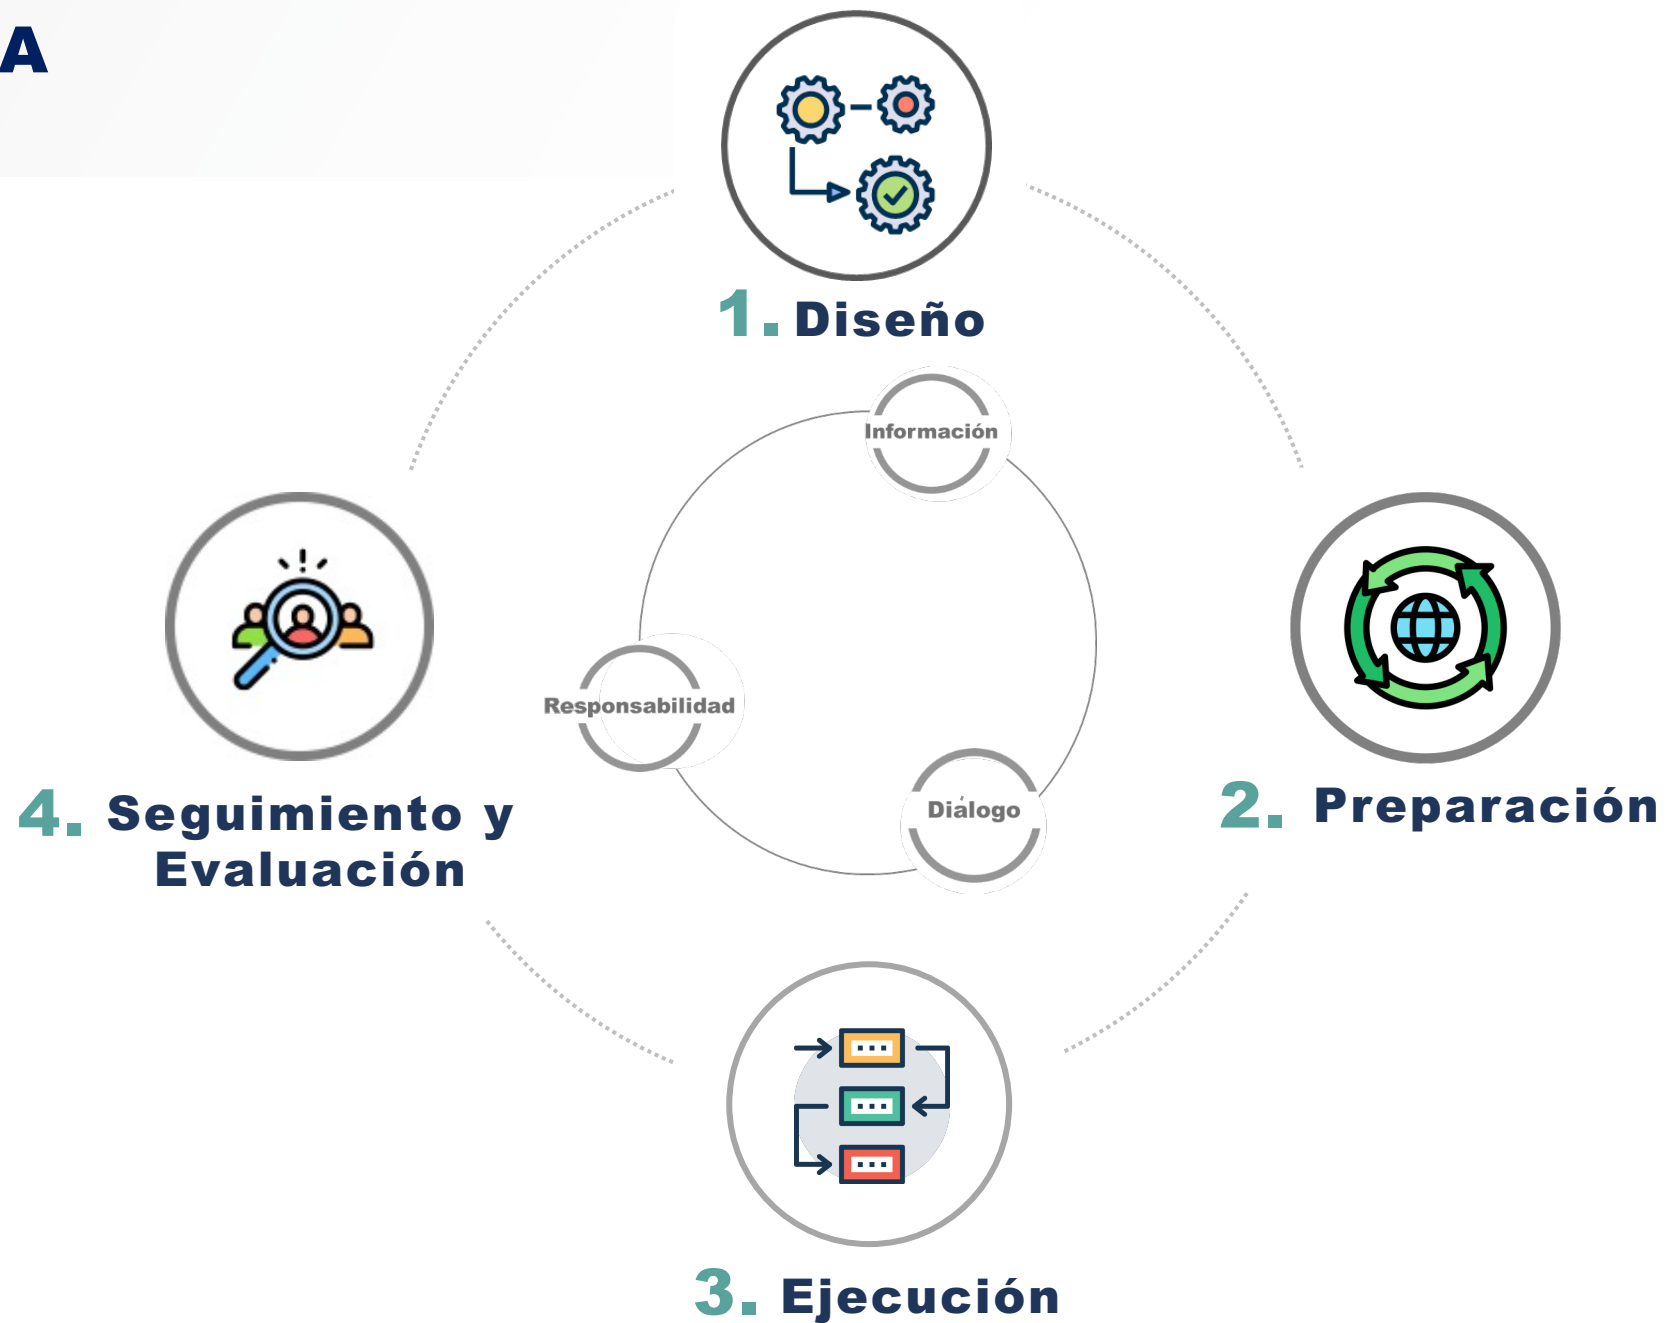 A
1. Diseño
Información
Responsabilidad
Diálogo
2. Preparación
4. Seguimiento y
Evaluación
3. Ejecución